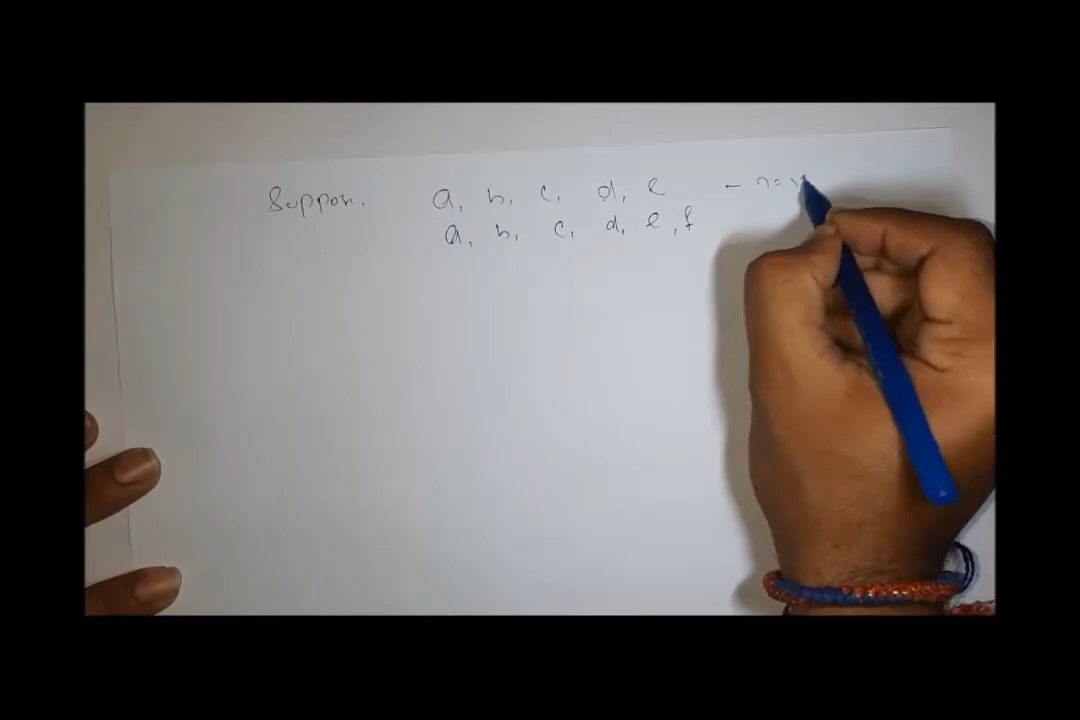 Suppose. a, b, c, d, e - n=
a, b, c, d, e, f